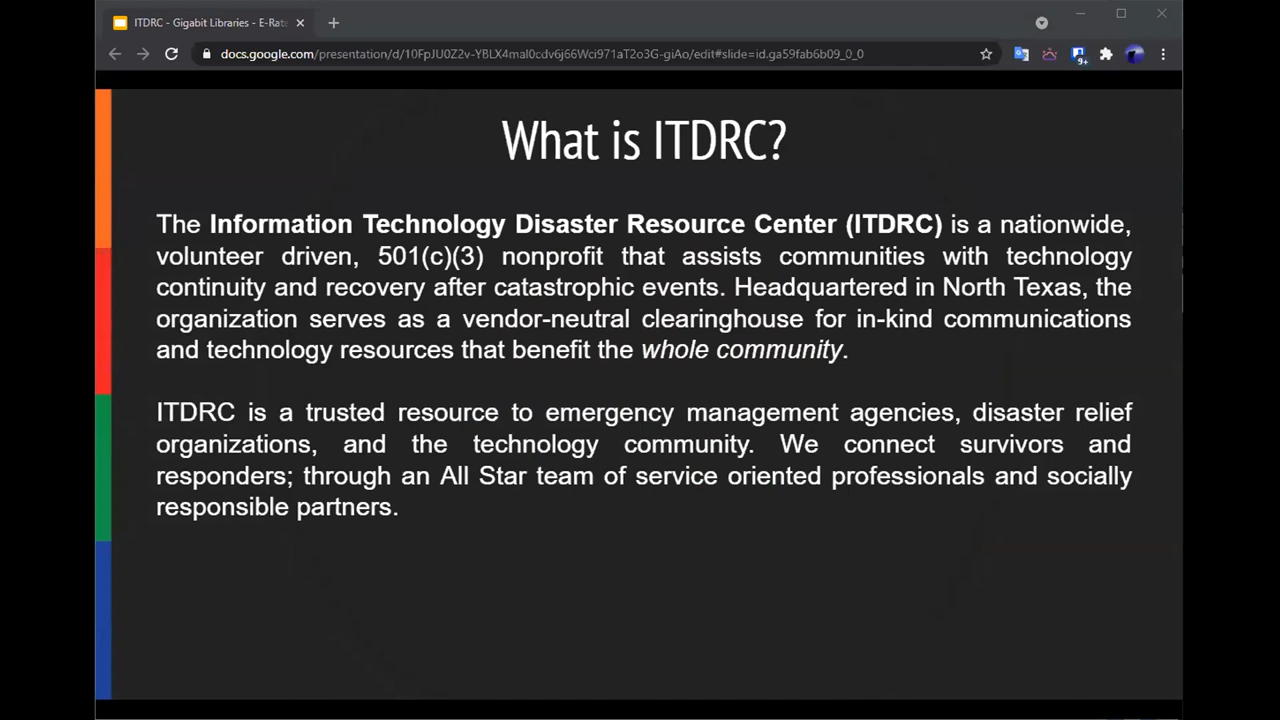 ITDRC - Gigabit Libraries - E-Rate
docs.google.com/presentation/d/10FpJU0Z2v-YBLX4mal0cdv6j66Wci971aT2o3G-giAo/edit#slide=id.ga59fab6b09_0_0
9+
What is ITDRC?
The Information Technology Disaster Resource Center (ITDRC) is a nationwide,
volunteer driven, 501(c)(3) nonprofit that assists communities with technology
continuity and recovery after catastrophic events. Headquartered in North Texas, the
organization serves as a vendor-neutral clearinghouse for in-kind communications
and technology resources that benefit the whole community.
ITDRC is a trusted resource to emergency management agencies, disaster relief
organizations, and the technology community. We connect survivors and
responders; through an All Star team of service oriented professionals and socially
responsible partners.